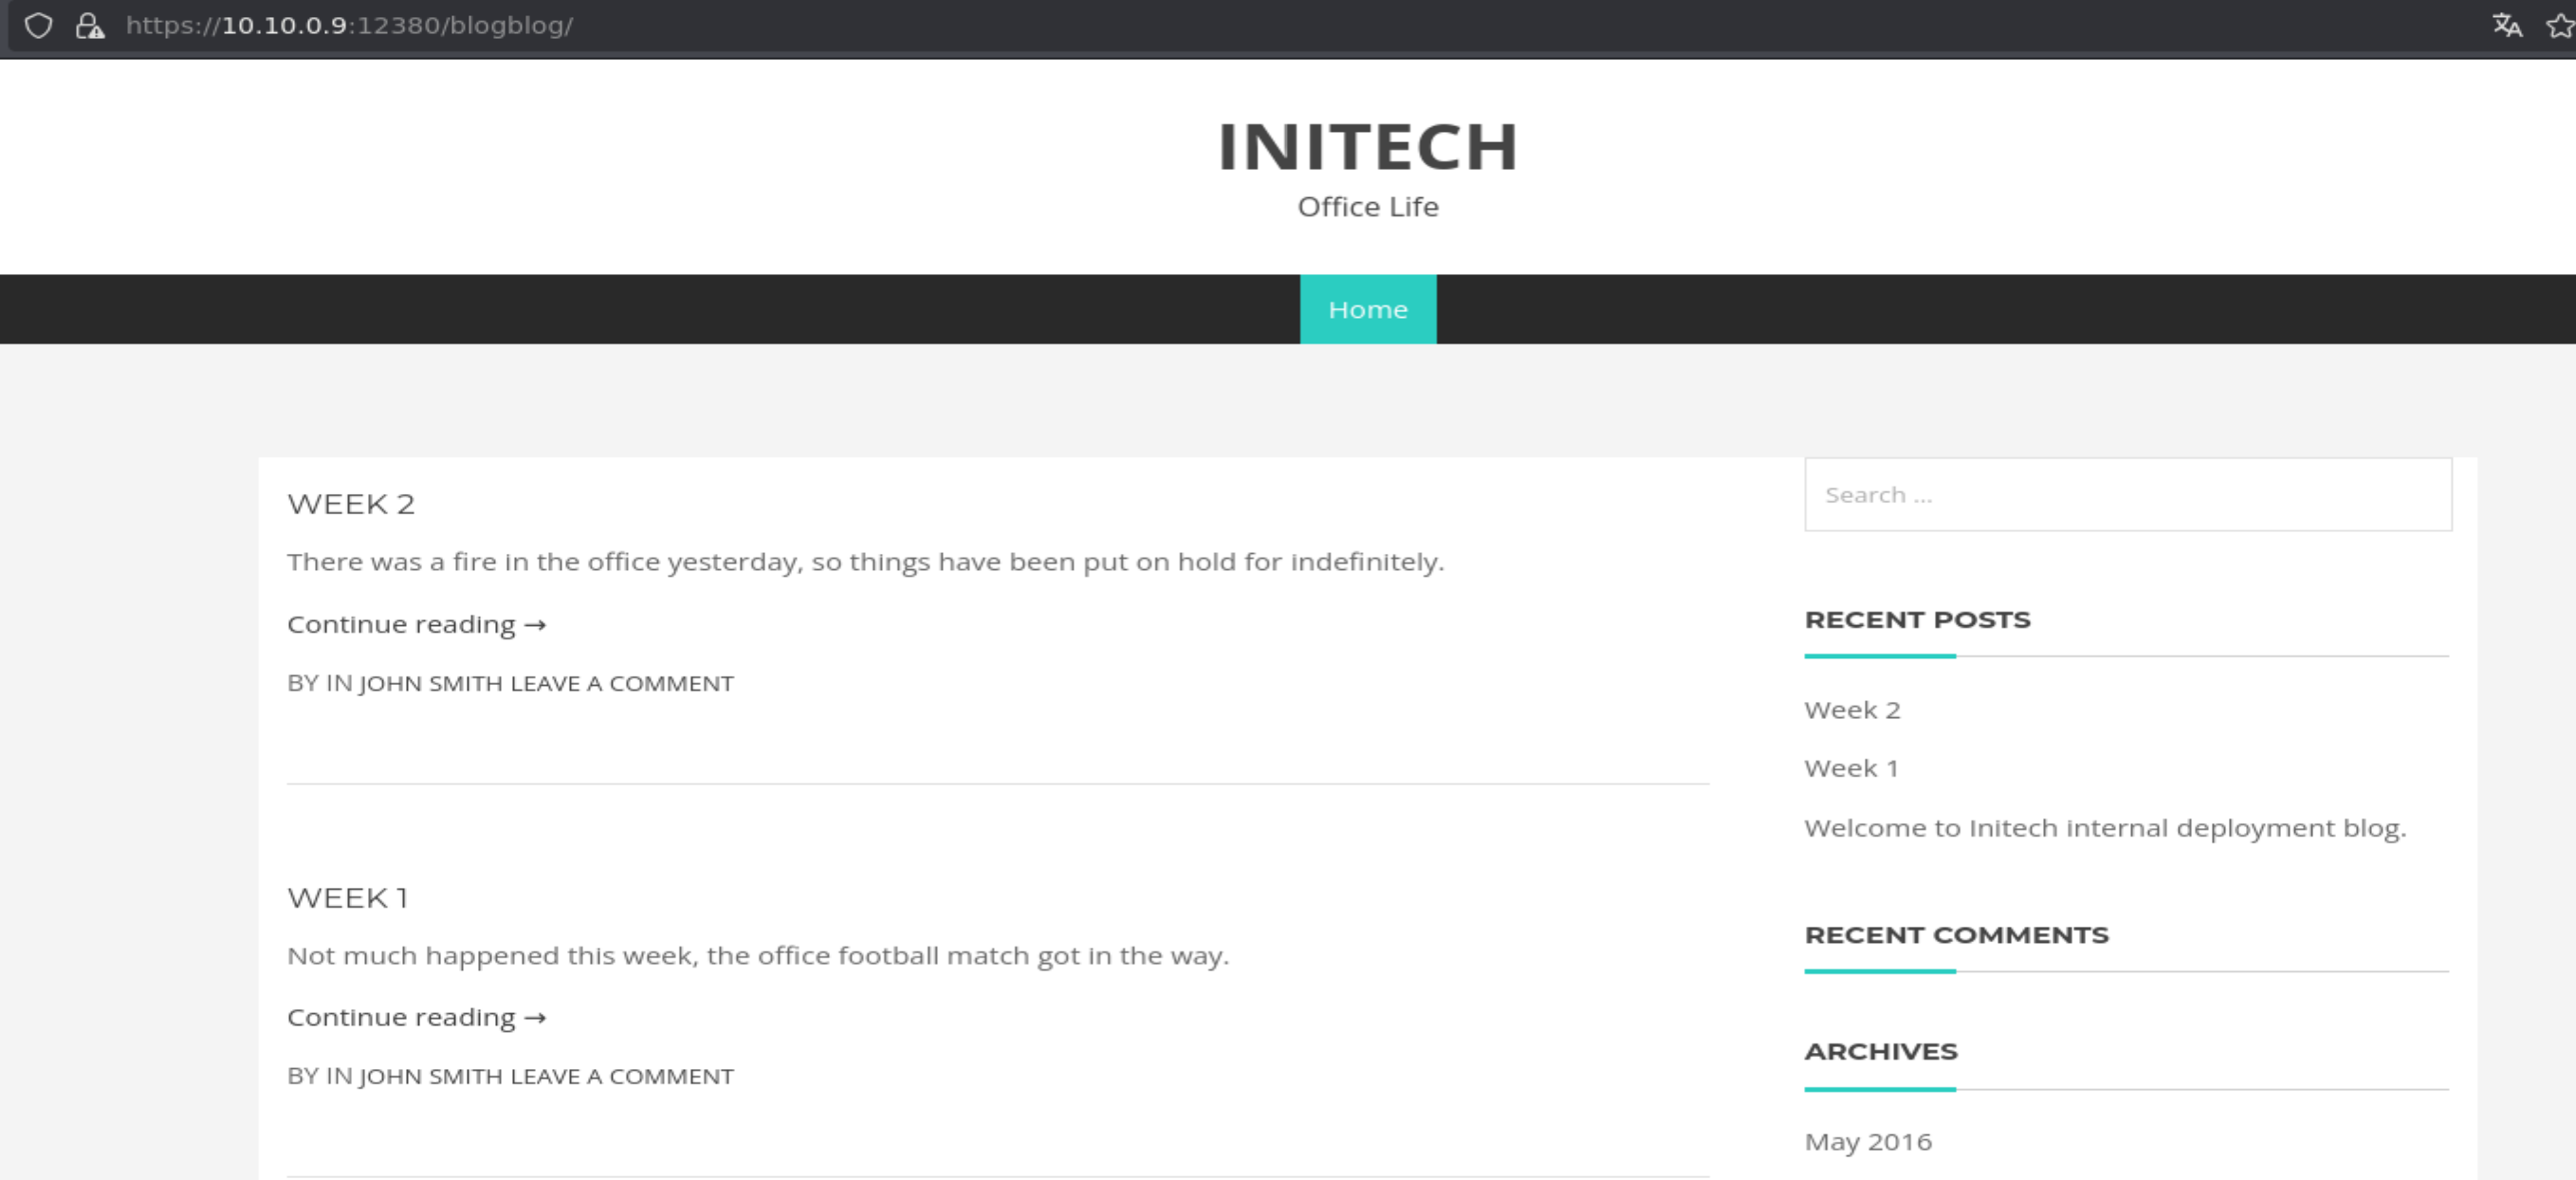 https://10.10.0.9:12380/blogblog/
INITECH
Office Life
Home
WEEK 2
There was a fire in the office yesterday, so things have been put on hold for indefinitely.
Continue reading →
BY IN JOHN SMITH LEAVE A COMMENT
WEEK 1
Not much happened this week, the office football match got in the way.
Continue reading →
BY IN JOHN SMITH LEAVE A COMMENT
Search ...
RECENT POSTS
Week 2
Week 1
Welcome to Initech internal deployment blog.
RECENT COMMENTS
ARCHIVES
May 2016